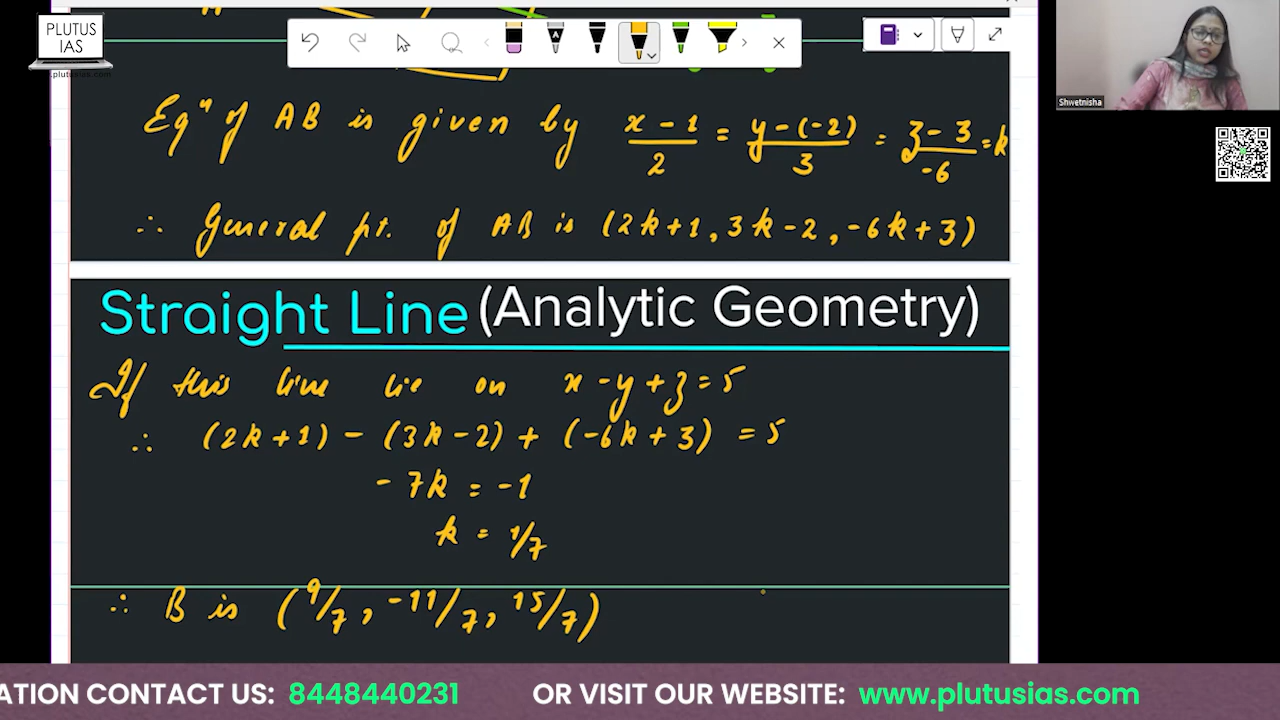 PLUTUS
IAS
.plutusias.com
Shwetnisha
Eqⁿ of AB is given by x-1/2 = y-(-2)/3 = z-3/-6 = k
∴ General pt. of AB is (2k+1, 3k-2, -6k+3)
Straight Line (Analytic Geometry)
If this line lie on x-y+z=5
∴ (2k+1) - (3k-2) + (-6k+3) = 5
-7k = -1
k = 1/7
∴ B is (9/7, -11/7, 15/7)
ATION CONTACT US: 8448440231 OR VISIT OUR WEBSITE: www.plutusias.com